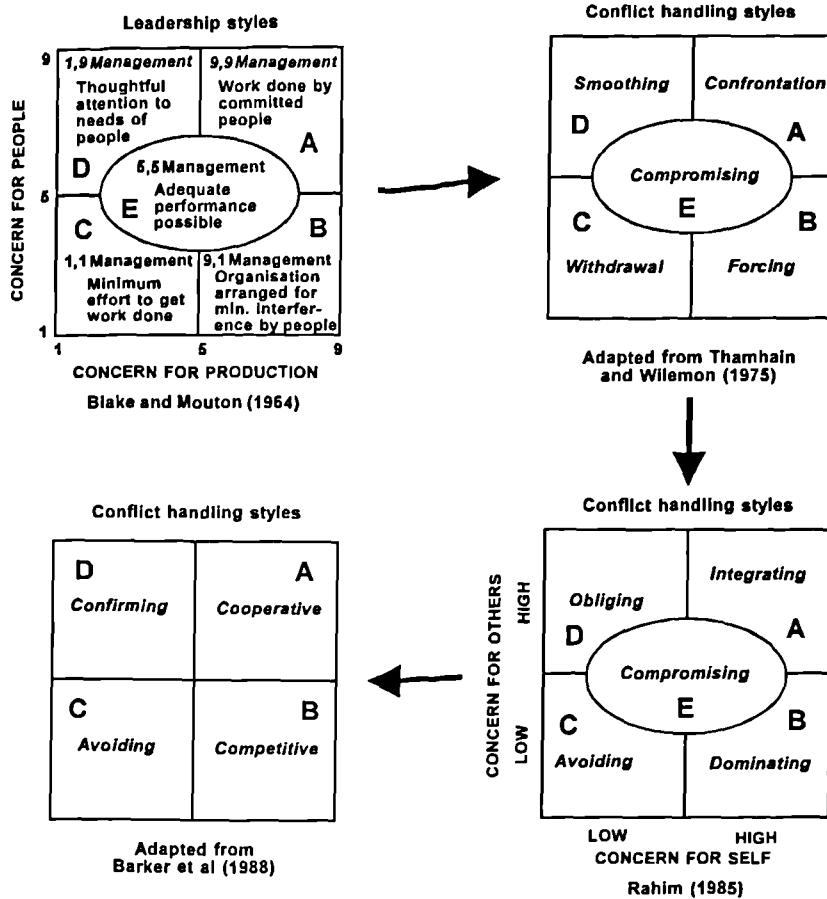 Leadership styles
9
1,9 Management
9,9 Management
Thoughtful
attention to
needs of
people
Work done by
committed
people
A
D
5,5 Management
Adequate
performance
possible
E
5
C
B
1,1 Management
Minimum
effort to get
work done
9,1 Management
Organisation
arranged for
min. interfer-
ence by people
1
1
5
9
CONCERN FOR PEOPLE
CONCERN FOR PRODUCTION
Blake and Mouton (1964)
Conflict handling styles
Smoothing
Confrontation
D
A
Compromising
E
C
B
Withdrawal
Forcing
Adapted from Thamhain
and Wilemon (1975)
Conflict handling styles
Integrating
Obliging
D
A
Compromising
E
C
B
Avoiding
Dominating
CONCERN FOR OTHERS
LOW
HIGH
LOW
HIGH
CONCERN FOR SELF
Rahim (1985)
Conflict handling styles
D
A
Confirming
Cooperative
C
B
Avoiding
Competitive
Adapted from
Barker et al (1988)